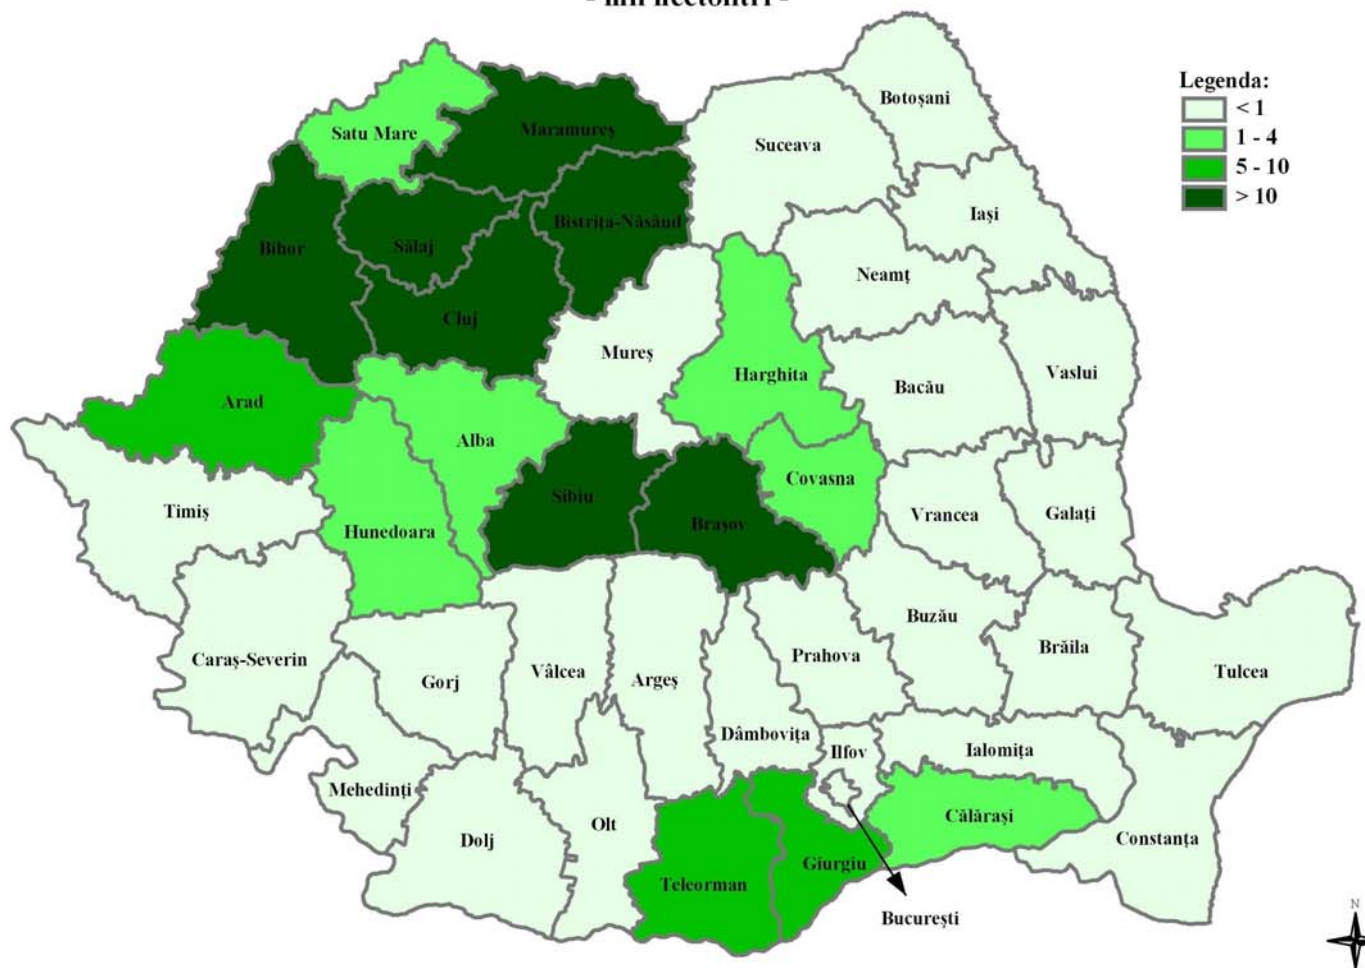 Legenda:
< 1
1 - 4
5 - 10
> 10
Botoșani
Suceava
Satu Mare
Maramureș
Iași
Bistrița-Năsăud
Sălaj
Bihor
Neamț
Cluj
Mureș
Harghita
Bacău
Vaslui
Arad
Alba
Covasna
Sibiu
Brașov
Timiș
Hunedoara
Vrancea
Galați
Buzău
Brăila
Prahova
Tulcea
Caraș-Severin
Gorj
Vâlcea
Argeș
Dâmbovița
Ilfov
Ialomița
Mehedinți
Olt
Dolj
Călărași
Constanța
Giurgiu
Teleorman
București
N